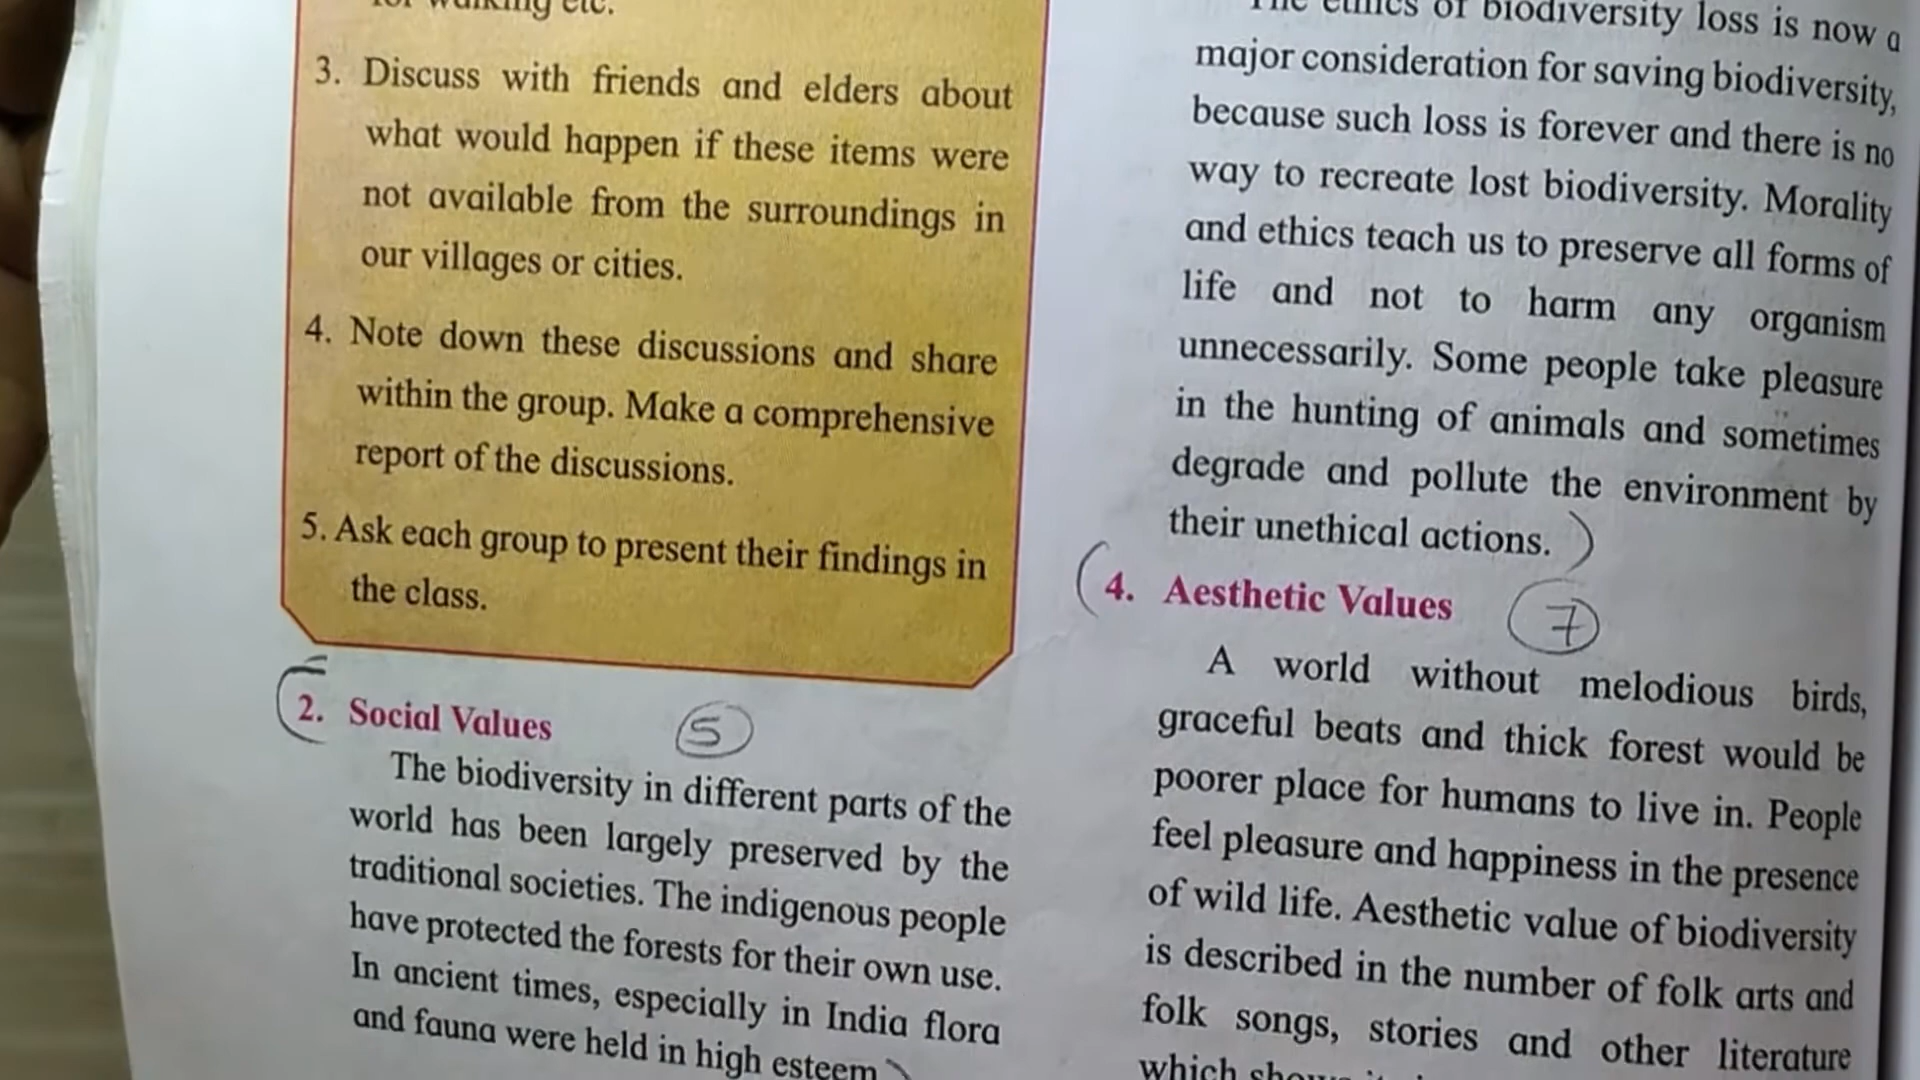 for walking etc.
3. Discuss with friends and elders about
what would happen if these items were
not available from the surroundings in
our villages or cities.
4. Note down these discussions and share
within the group. Make a comprehensive
report of the discussions.
5. Ask each group to present their findings in
the class.
2. Social Values 5
The biodiversity in different parts of the
world has been largely preserved by the
traditional societies. The indigenous people
have protected the forests for their own use.
In ancient times, especially in India flora
and fauna were held in high esteem
The ethics of biodiversity loss is now a
major consideration for saving biodiversity,
because such loss is forever and there is no
way to recreate lost biodiversity. Morality
and ethics teach us to preserve all forms of
life and not to harm any organism
unnecessarily. Some people take pleasure
in the hunting of animals and sometimes
degrade and pollute the environment by
their unethical actions.
4. Aesthetic Values 7
A world without melodious birds,
graceful beats and thick forest would be
poorer place for humans to live in. People
feel pleasure and happiness in the presence
of wild life. Aesthetic value of biodiversity
is described in the number of folk arts and
folk songs, stories and other literature
which